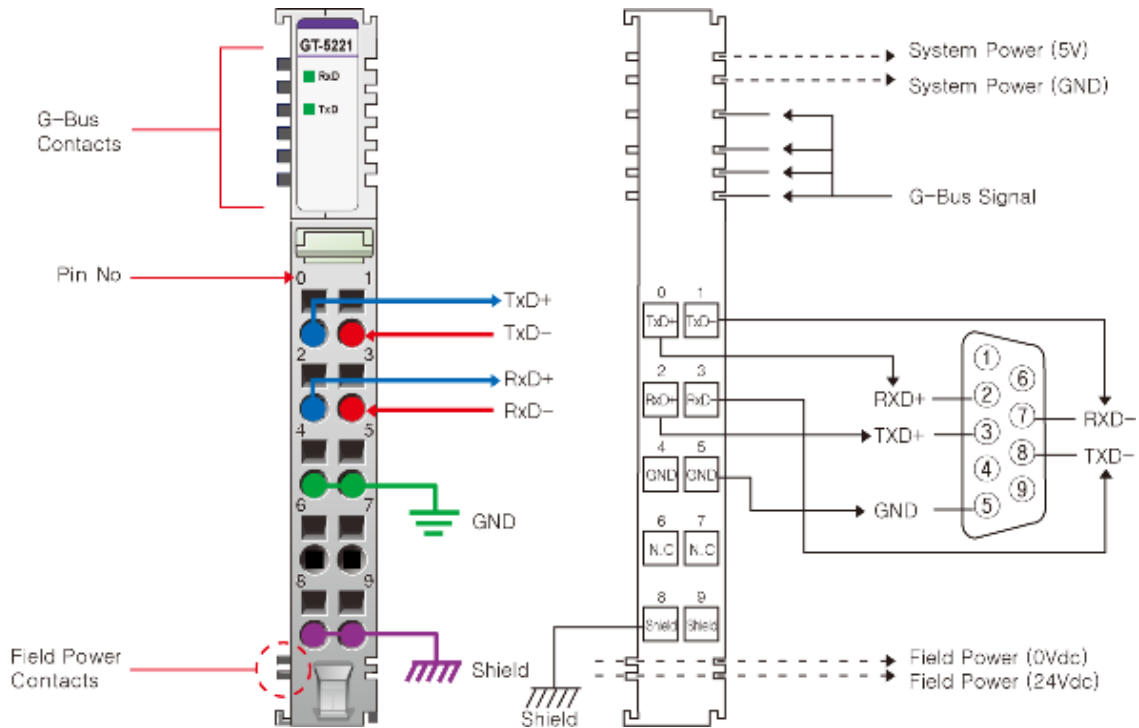 GT-5221
RxD
TxD
G-Bus
Contacts
Pin No
0 1
TxD+
TxD-
2 3
RxD+
RxD-
4 5
GND
6 7
8 9
Shield
Field Power
Contacts
System Power (5V)
System Power (GND)
G-Bus Signal
0 1
TxD+ TxD-
2 3
RxD+ RxD-
4 5
GND GND
6 7
N.C N.C
8 9
Shield Shield
Shield
RXD+
TXD+
GND
1
2
3
4
5
6
7
8
9
RXD-
TXD-
Field Power (0Vdc)
Field Power (24Vdc)